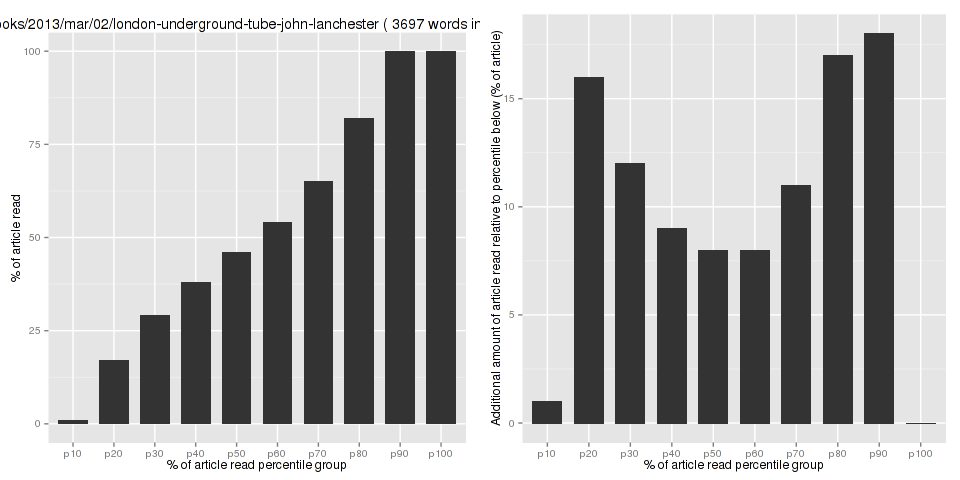 ooks/2013/mar/02/london-underground-tube-john-lanchester ( 3697 words in
% of article read
100
75
50
25
0
p10 p20 p30 p40 p50 p60 p70 p80 p90 p100
% of article read percentile group
Additional amount of article read relative to percentile below (% of article)
15
10
5
0
p10 p20 p30 p40 p50 p60 p70 p80 p90 p100
% of article read percentile group